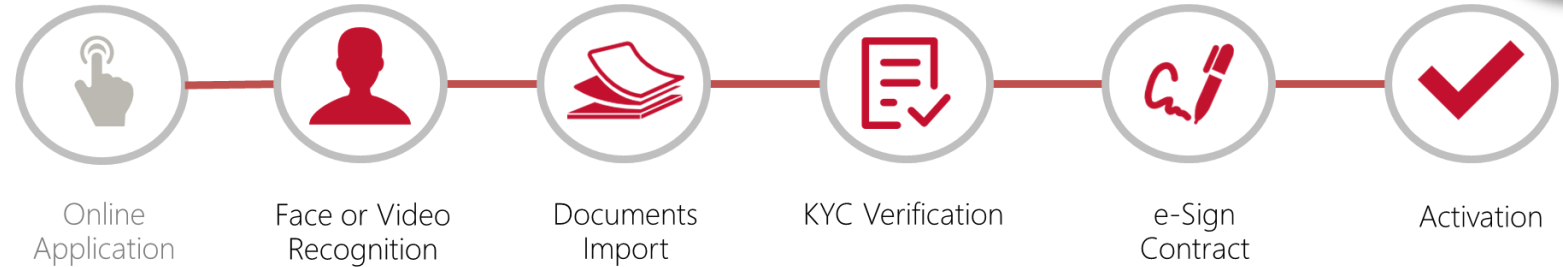 Online
Application
Face or Video
Recognition
Documents
Import
KYC Verification
e-Sign
Contract
Activation